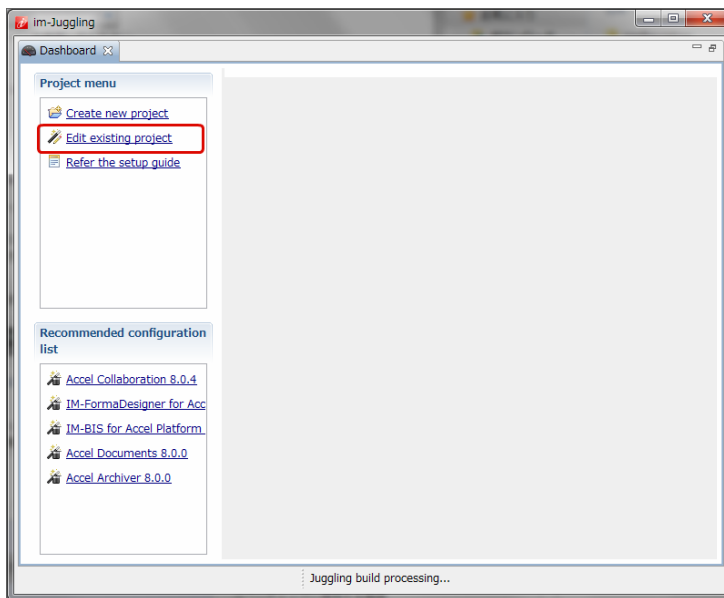 im-Juggling
Dashboard
Project menu
Create new project
Edit existing project
Refer the setup guide
Recommended configuration
list
Accel Collaboration 8.0.4
IM-FormaDesigner for Acc
IM-BIS for Accel Platform
Accel Documents 8.0.0
Accel Archiver 8.0.0
Juggling build processing...